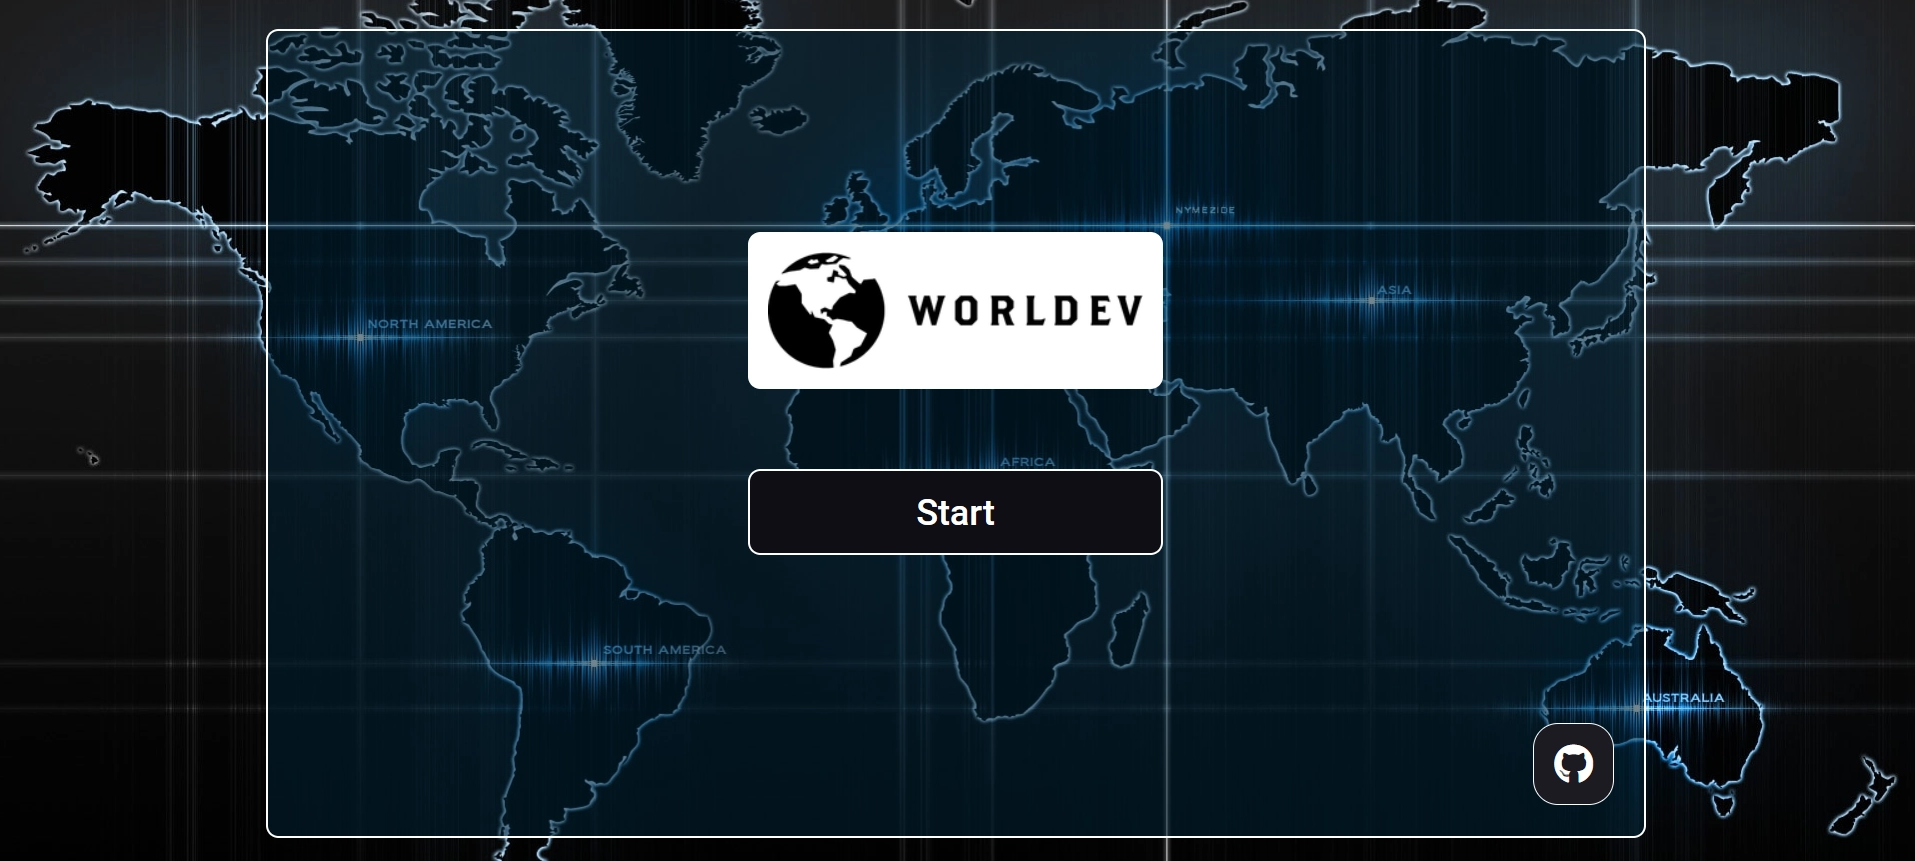 NYMEZIDE
ASIA
NORTH AMERICA
WORLDEV
AFRICA
Start
SOUTH AMERICA
AUSTRALIA